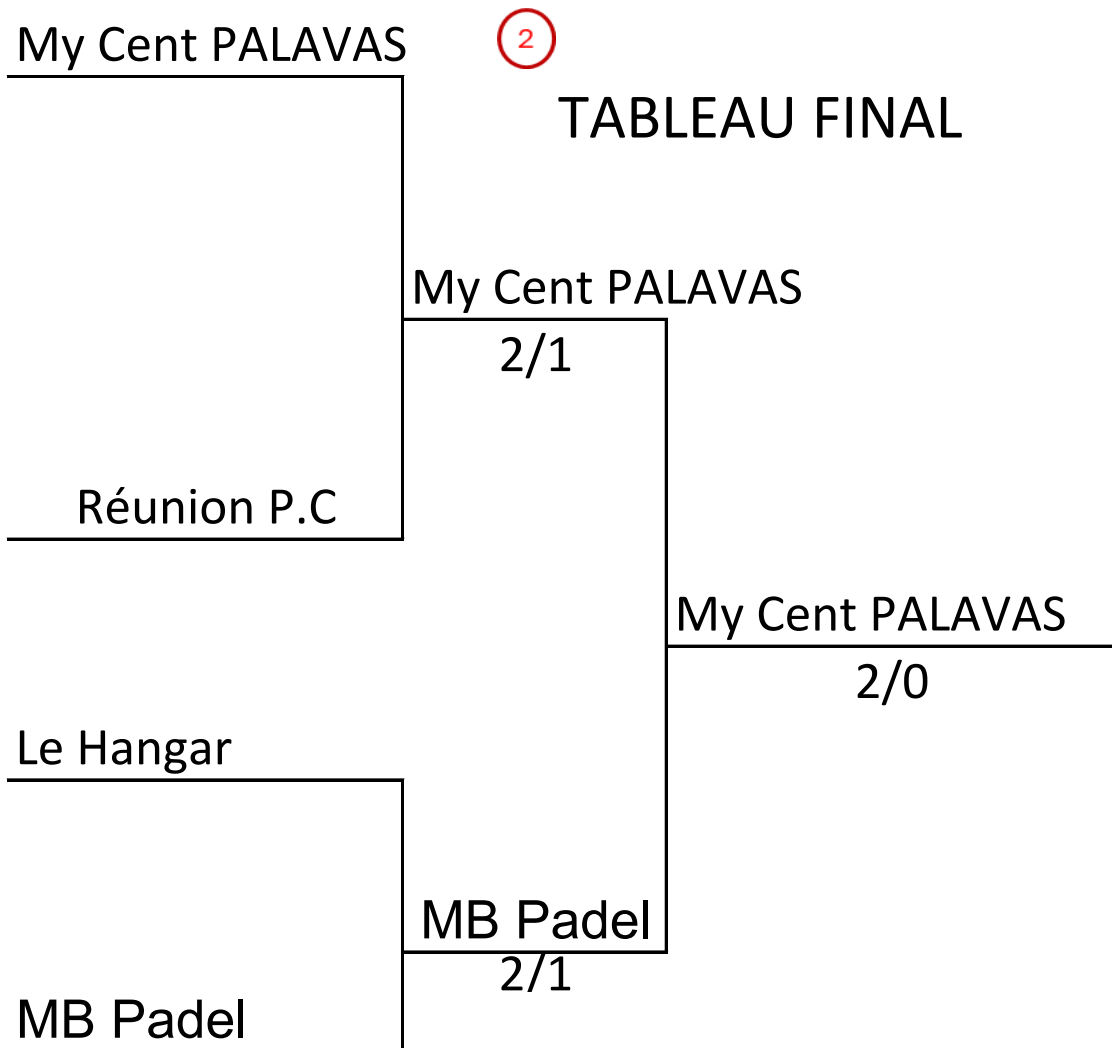 My Cent PALAVAS
2
TABLEAU FINAL
My Cent PALAVAS
2/1
Réunion P.C
My Cent PALAVAS
2/0
Le Hangar
MB Padel
2/1
MB Padel